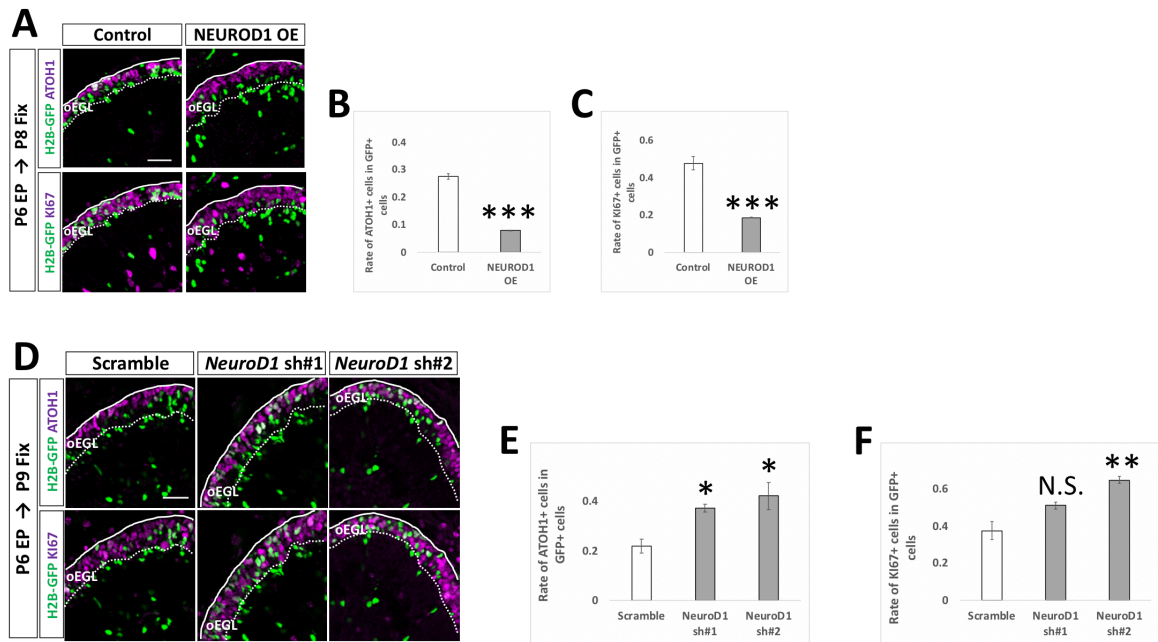 A
Control
NEUROD1 OE
P6 EP → P8 Fix
H2B-GFP ATOH1
oEGL
oEGL
H2B-GFP KI67
oEGL
oEGL
B
Rate of ATOH1+ cells in GFP+
cells
0.4
0.3
0.2
0.1
0
***
Control
NEUROD1
OE
C
Rate of KI67+ cells in GFP+
cells
0.6
0.4
0.2
0
***
Control
NEUROD1
OE
D
Scramble
NeuroD1 sh#1
NeuroD1 sh#2
P6 EP → P9 Fix
H2B-GFP ATOH1
oEGL
oEGL
oEGL
H2B-GFP KI67
oEGL
oEGL
oEGL
E
Rate of ATOH1+ cells in
GFP+ cells
0.4
0.2
0
*
*
Scramble
NeuroD1
sh#1
NeuroD1
sh#2
F
Rate of KI67+ cells in GFP+
cells
0.6
0.4
0.2
0
N.S.
**
Scramble
NeuroD1
sh#1
NeuroD1
sh#2